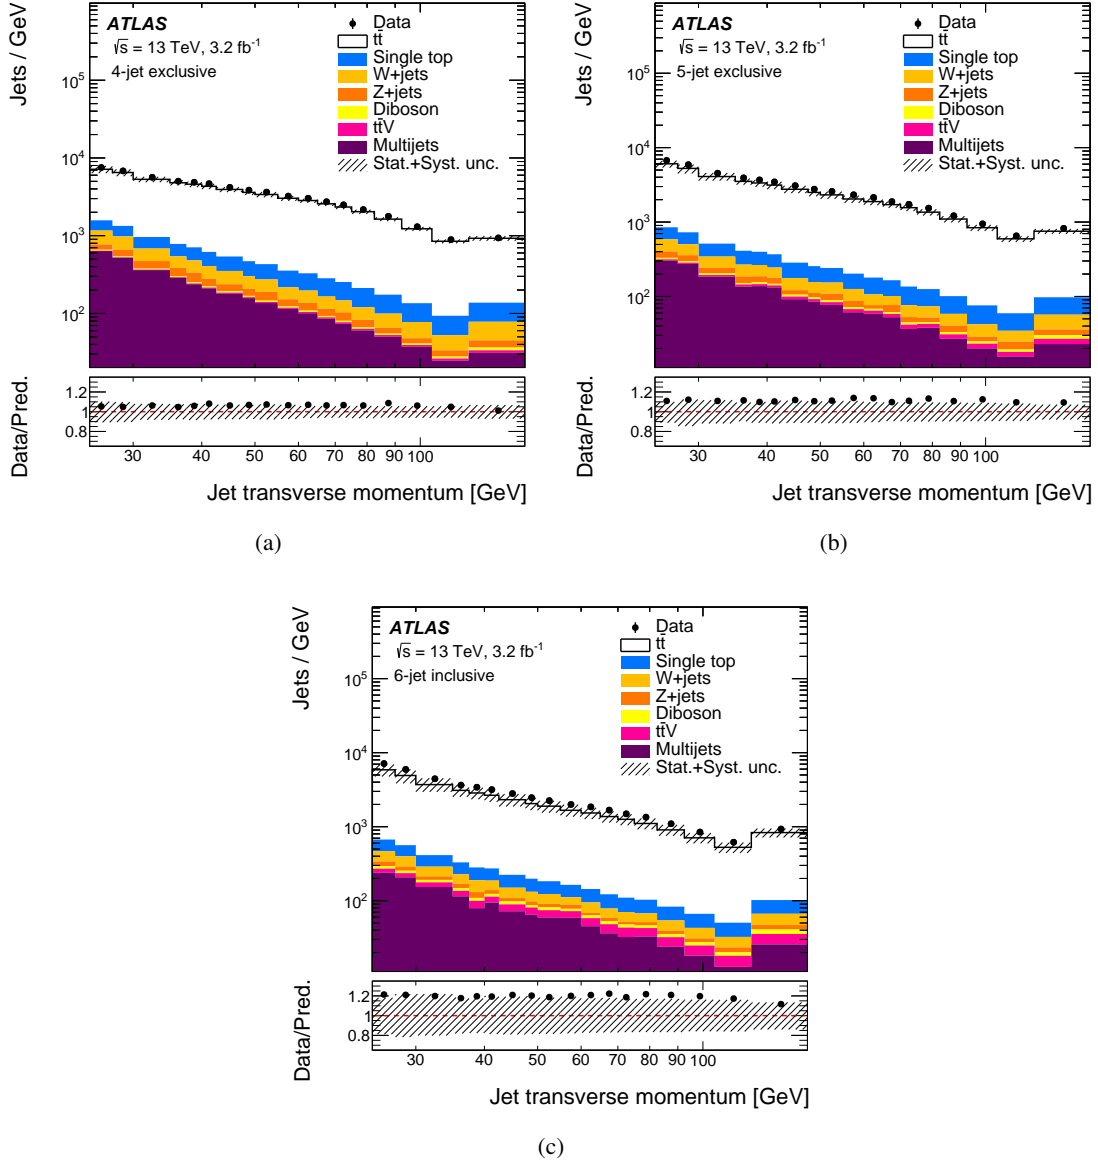 ATLAS
√s = 13 TeV, 3.2 fb⁻¹
4-jet exclusive
Data
tt̄
Single top
W+jets
Z+jets
Diboson
tt̄V
Multijets
Stat.+Syst. unc.
Jets / GeV
10⁵
10⁴
10³
10²
Data/Pred.
1.2
1
0.8
30 40 50 60 70 80 90 100
Jet transverse momentum [GeV]
(a)
ATLAS
√s = 13 TeV, 3.2 fb⁻¹
5-jet exclusive
Data
tt̄
Single top
W+jets
Z+jets
Diboson
tt̄V
Multijets
Stat.+Syst. unc.
Jets / GeV
10⁵
10⁴
10³
10²
Data/Pred.
1.2
1
0.8
30 40 50 60 70 80 90 100
Jet transverse momentum [GeV]
(b)
ATLAS
√s = 13 TeV, 3.2 fb⁻¹
6-jet inclusive
Data
tt̄
Single top
W+jets
Z+jets
Diboson
tt̄V
Multijets
Stat.+Syst. unc.
Jets / GeV
10⁵
10⁴
10³
10²
Data/Pred.
1.2
1
0.8
30 40 50 60 70 80 90 100
Jet transverse momentum [GeV]
(c)